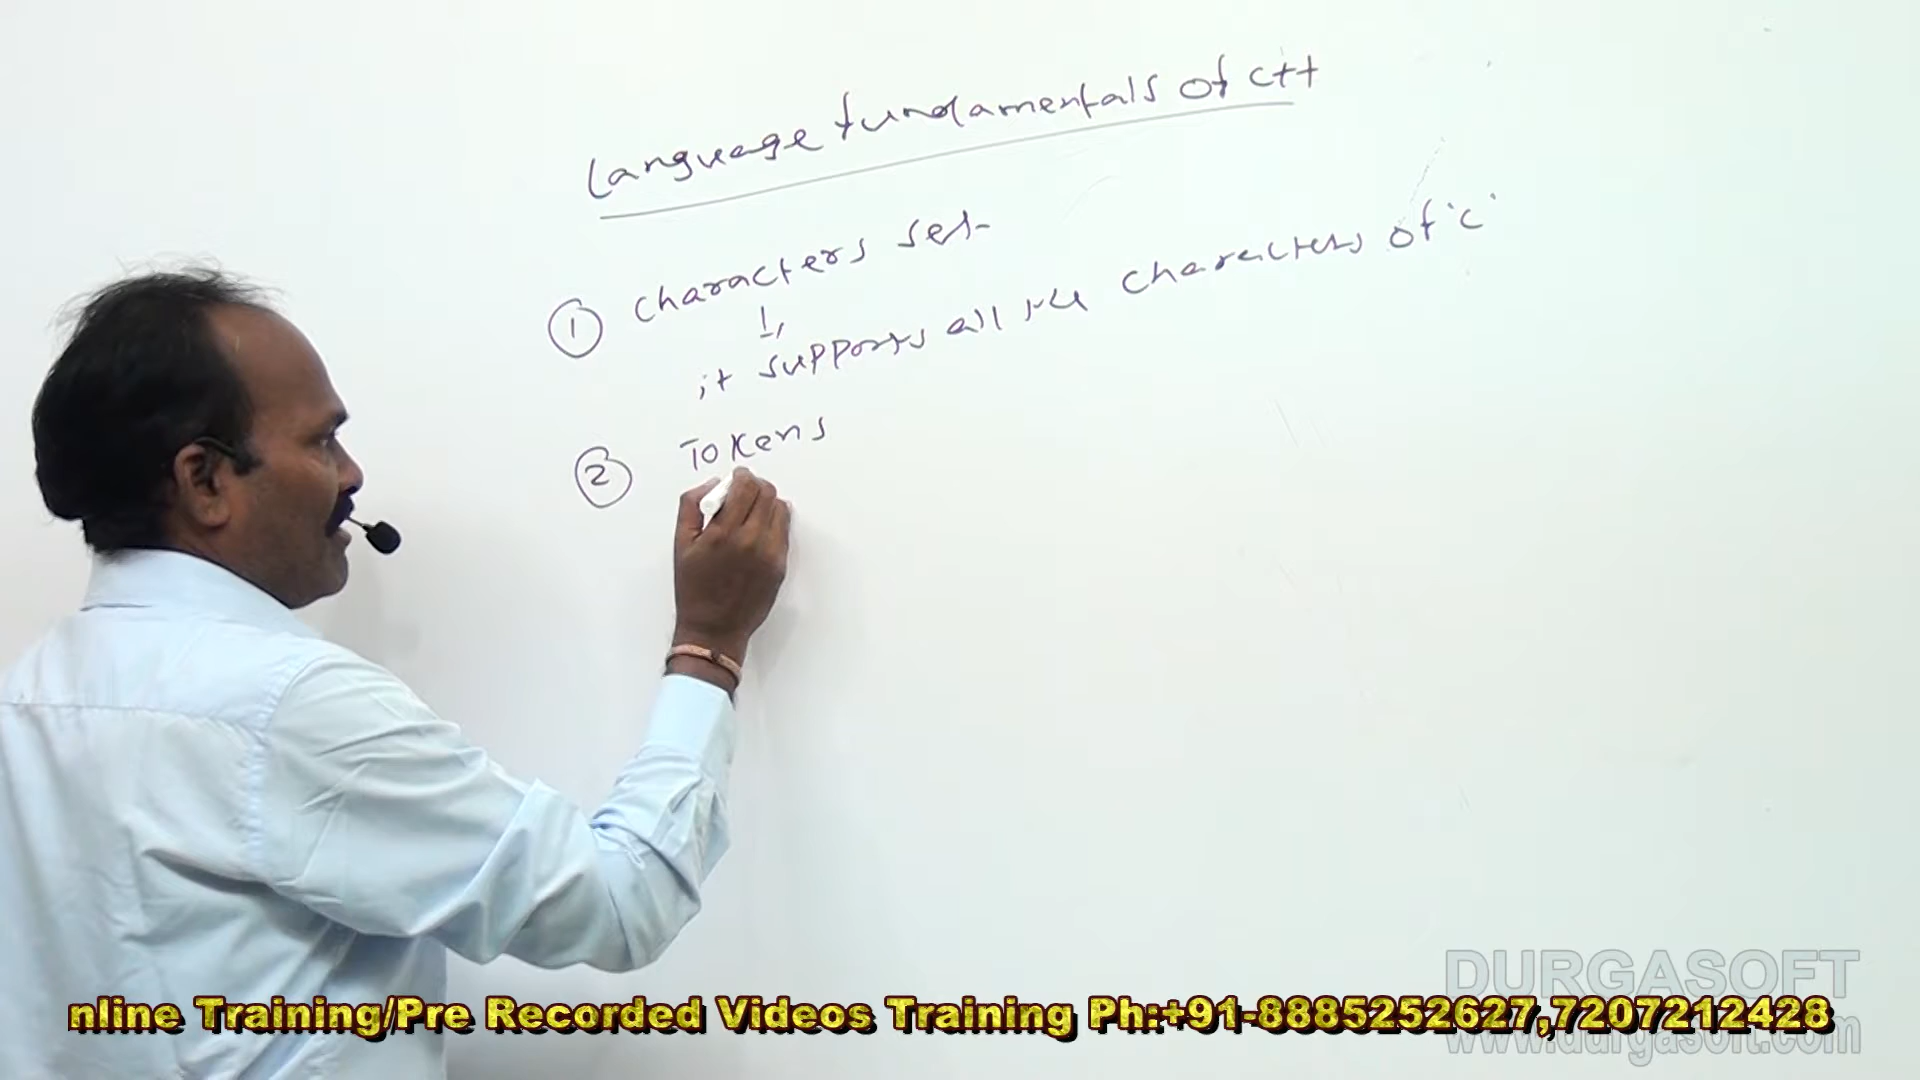 Language fundamentals of c++
① characters set
it supports all the characters of 'c'
② Tokens
DURGASOFT
nline Training/Pre Recorded Videos Training Ph:+91-8885252627,7207212428
www.durgasoft.com